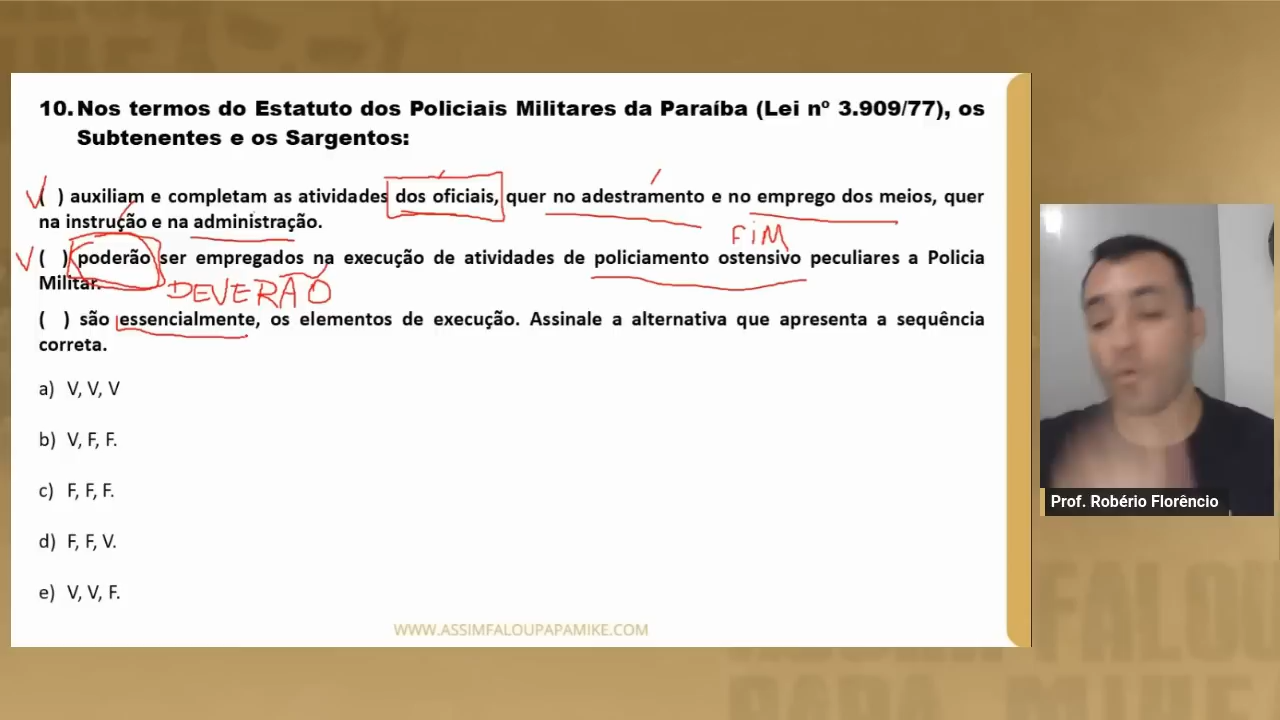 10. Nos termos do Estatuto dos Policiais Militares da Paraíba (Lei nº 3.909/77), os
Subtenentes e os Sargentos:
V ( ) auxiliam e completam as atividades dos oficiais, quer no adestramento e no emprego dos meios, quer
na instrução e na administração.
FiM
V ( ) poderão ser empregados na execução de atividades de policiamento ostensivo peculiares a Policia
Militar.
DEVERÃO
( ) são essencialmente, os elementos de execução. Assinale a alternativa que apresenta a sequência
correta.
a) V, V, V
b) V, F, F.
c) F, F, F.
d) F, F, V.
e) V, V, F.
WWW.ASSIMFALOUPAPAMIKE.COM
Prof. Robério Florêncio